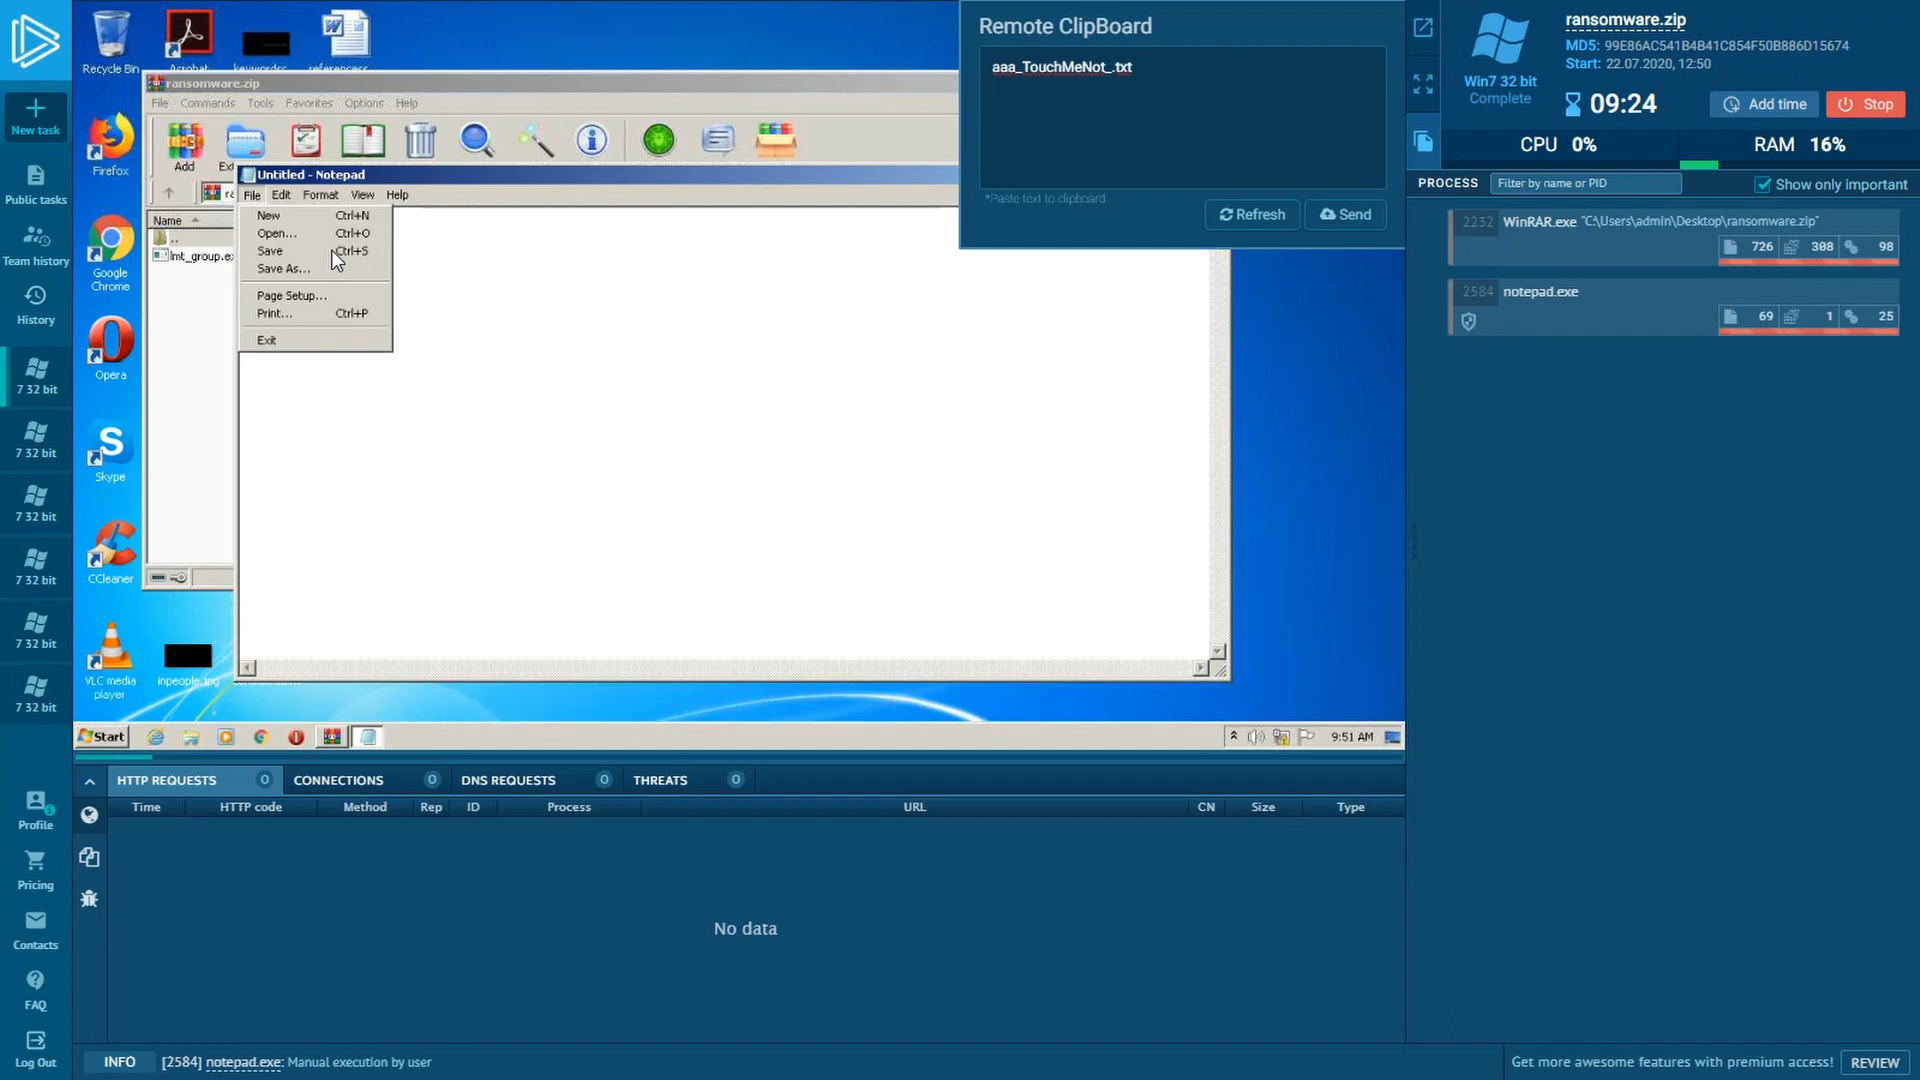 New task
Public tasks
Team history
History
7 32 bit
7 32 bit
7 32 bit
7 32 bit
7 32 bit
7 32 bit
Profile
Pricing
Contacts
FAQ
Log Out
Recycle Bin
Acrobat
Firefox
Google
Chrome
Opera
Skype
CCleaner
VLC media
player
inpeople.jpg
ransomware.zip
File Commands Tools Favorites Options Help
Add
Name
..
Untitled - Notepad
File Edit Format View Help
New Ctrl+N
Open... Ctrl+O
Save Ctrl+S
Save As...
Page Setup...
Print... Ctrl+P
Exit
Start
9:51 AM
Remote ClipBoard
aaa_TouchMeNot_.txt
*Paste text to clipboard
Refresh
Send
Win7 32 bit
Complete
ransomware.zip
MD5: 99E86AC541B4B41C854F50B886D15674
Start: 22.07.2020, 12:50
09:24
Add time
Stop
CPU 0%
RAM 16%
PROCESS
Filter by name or PID
Show only important
2232 WinRAR.exe "C:\Users\admin\Desktop\ransomware.zip"
726 308 98
2584 notepad.exe
69 1 25
HTTP REQUESTS 0
CONNECTIONS 0
DNS REQUESTS 0
THREATS 0
Time HTTP code Method Rep ID Process URL CN Size Type
No data
INFO
[2584] notepad.exe: Manual execution by user
Get more awesome features with premium access!
REVIEW